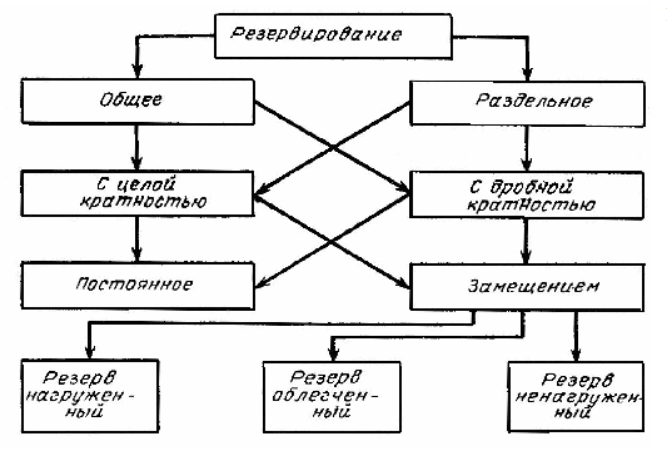 Резервирование
Общее
Раздельное
С целой
кратностью
С дробной
кратностью
Постоянное
Замещением
Резерв
нагружен-
ный
Резерв
облегчен-
ный
Резерв
ненагружен-
ный